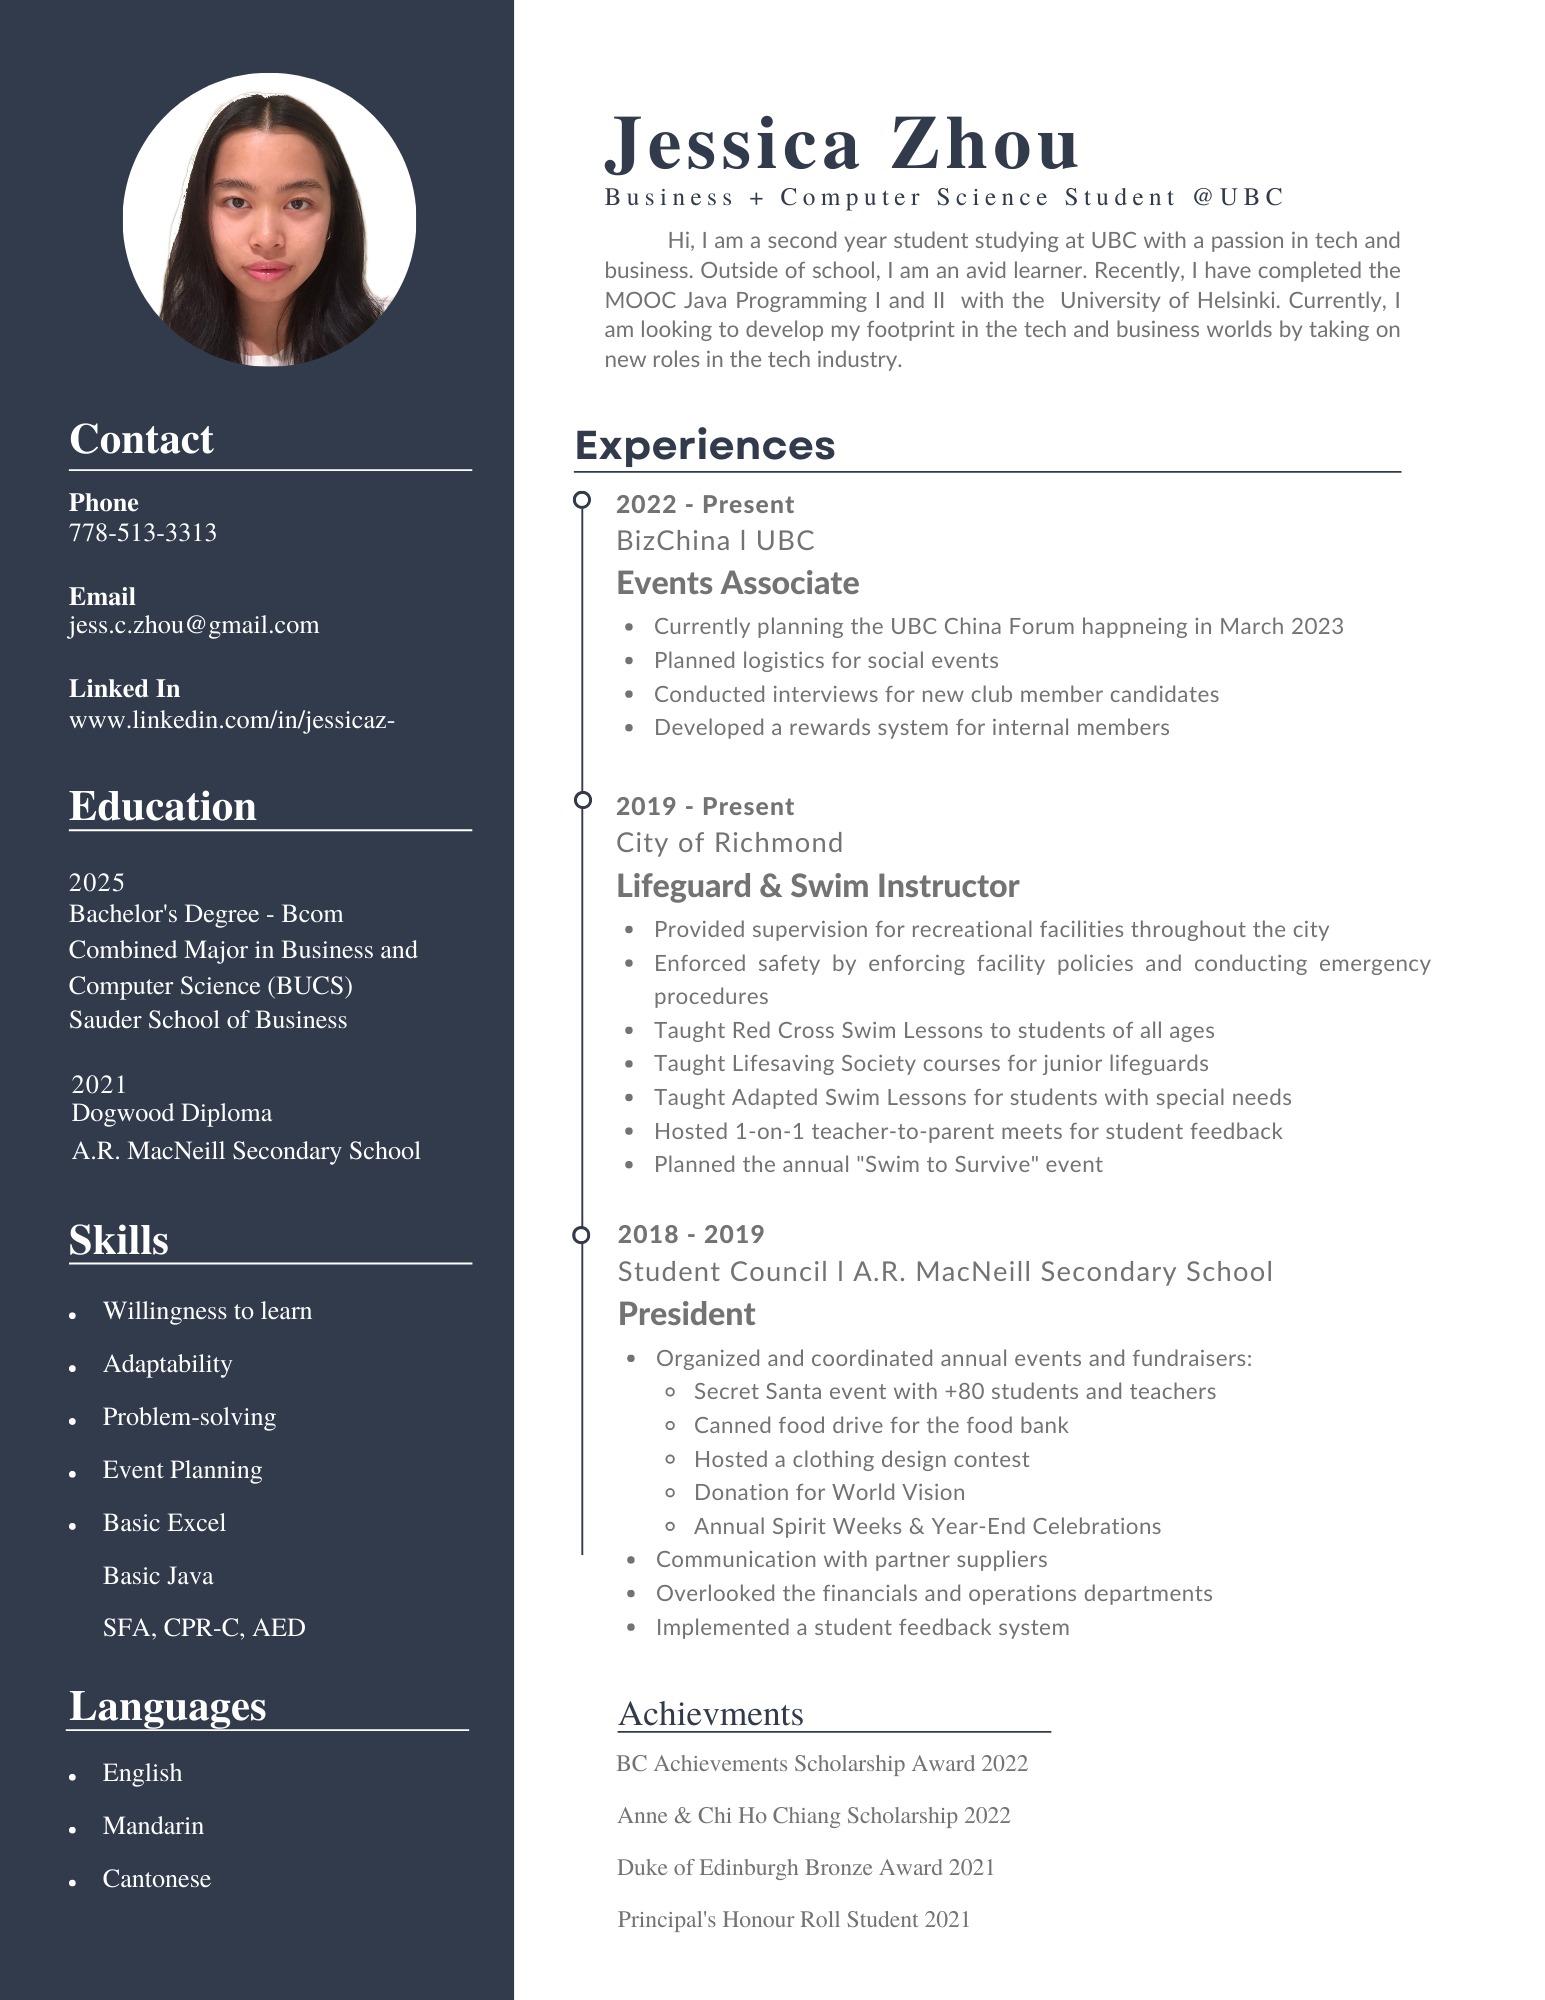 Jessica Zhou
Business + Computer Science Student @UBC
Hi, I am a second year student studying at UBC with a passion in tech and
business. Outside of school, I am an avid learner. Recently, I have completed the
MOOC Java Programming I and II with the University of Helsinki. Currently, I
am looking to develop my footprint in the tech and business worlds by taking on
new roles in the tech industry.
Contact
Phone
778-513-3313
Email
jess.c.zhou@gmail.com
Linked In
www.linkedin.com/in/jessicaz-
Education
2025
Bachelor's Degree - Bcom
Combined Major in Business and
Computer Science (BUCS)
Sauder School of Business
2021
Dogwood Diploma
A.R. MacNeill Secondary School
Skills
• Willingness to learn
• Adaptability
• Problem-solving
• Event Planning
• Basic Excel
Basic Java
SFA, CPR-C, AED
Languages
• English
• Mandarin
• Cantonese
Experiences
2022 - Present
BizChina l UBC
Events Associate
• Currently planning the UBC China Forum happneing in March 2023
• Planned logistics for social events
• Conducted interviews for new club member candidates
• Developed a rewards system for internal members
2019 - Present
City of Richmond
Lifeguard & Swim Instructor
• Provided supervision for recreational facilities throughout the city
• Enforced safety by enforcing facility policies and conducting emergency
procedures
• Taught Red Cross Swim Lessons to students of all ages
• Taught Lifesaving Society courses for junior lifeguards
• Taught Adapted Swim Lessons for students with special needs
• Hosted 1-on-1 teacher-to-parent meets for student feedback
• Planned the annual "Swim to Survive" event
2018 - 2019
Student Council l A.R. MacNeill Secondary School
President
• Organized and coordinated annual events and fundraisers:
◦ Secret Santa event with +80 students and teachers
◦ Canned food drive for the food bank
◦ Hosted a clothing design contest
◦ Donation for World Vision
◦ Annual Spirit Weeks & Year-End Celebrations
• Communication with partner suppliers
• Overlooked the financials and operations departments
• Implemented a student feedback system
Achievments
BC Achievements Scholarship Award 2022
Anne & Chi Ho Chiang Scholarship 2022
Duke of Edinburgh Bronze Award 2021
Principal's Honour Roll Student 2021